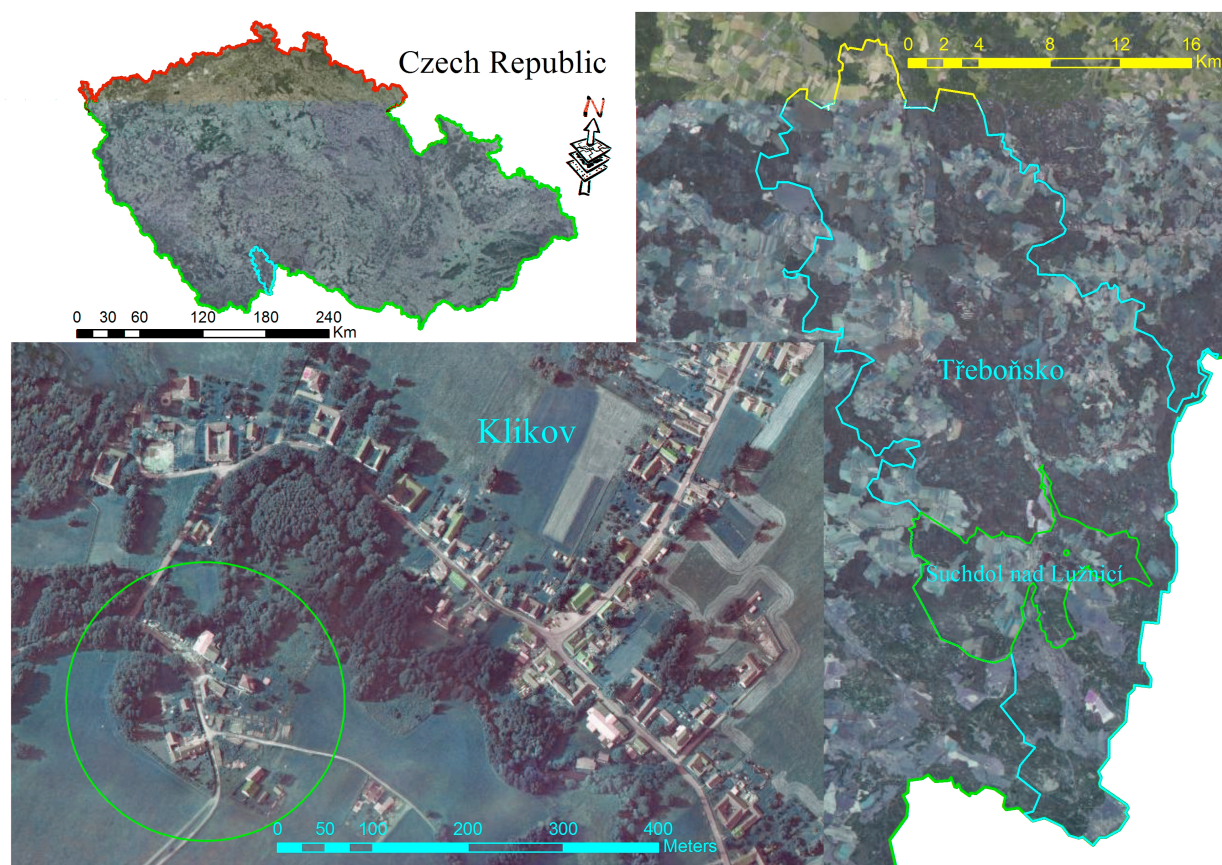 Czech Republic
N
0 30 60 120 180 240
Km
0 2 4 8 12 16
Km
Třeboňsko
Suchdol nad Lužnicí
Klikov
0 50 100 200 300 400
Meters